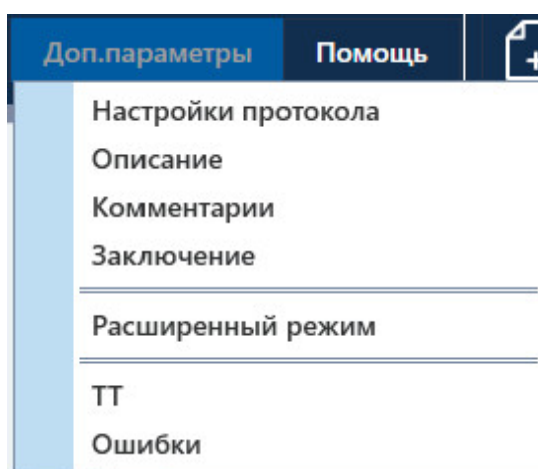 Доп.параметры Помощь
Настройки протокола
Описание
Комментарии
Заключение
Расширенный режим
ТТ
Ошибки